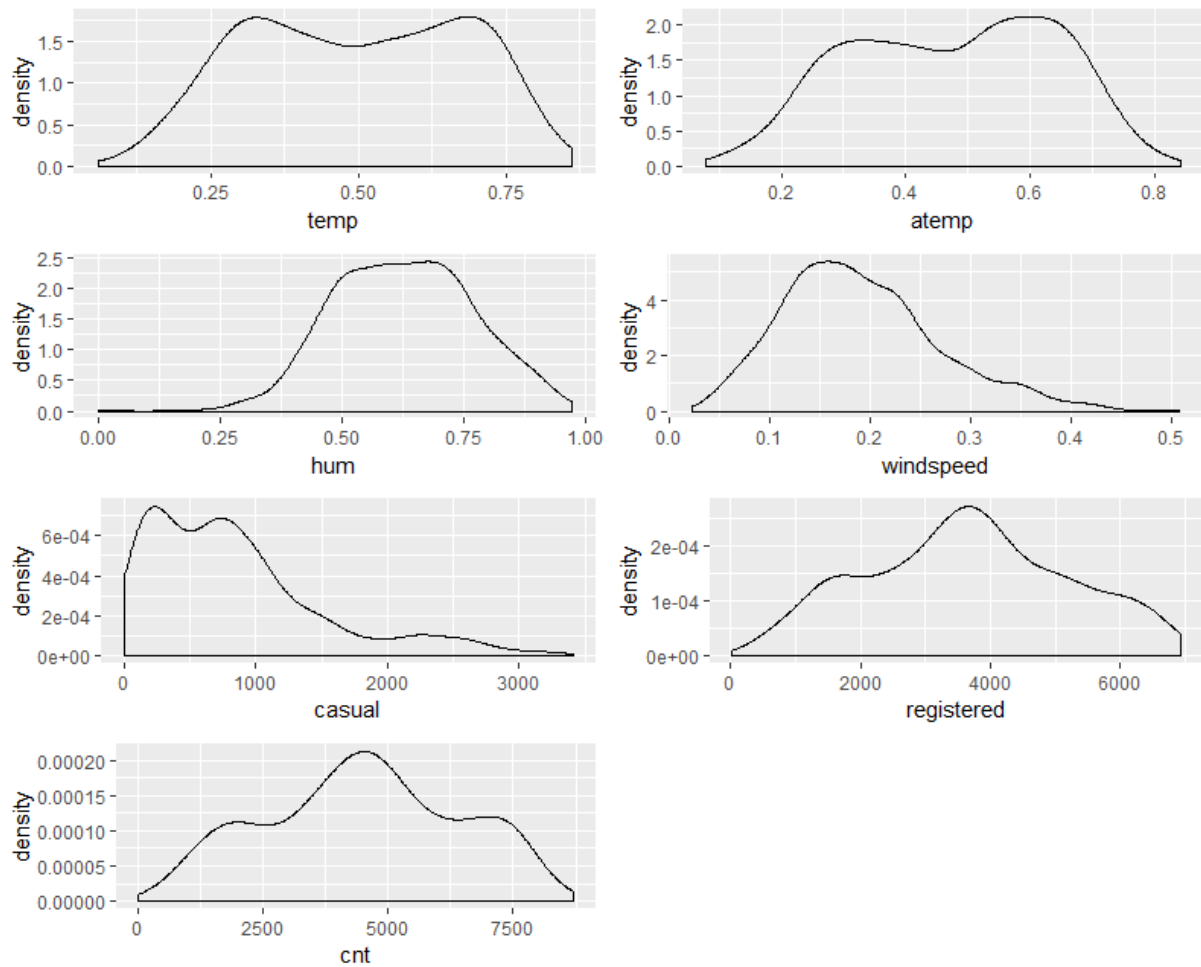 density
1.5
1.0
0.5
0.0
0.25 0.50 0.75
temp
density
2.0
1.5
1.0
0.5
0.0
0.2 0.4 0.6 0.8
atemp
density
2.5
2.0
1.5
1.0
0.5
0.0
0.00 0.25 0.50 0.75 1.00
hum
density
4
2
0
0.0 0.1 0.2 0.3 0.4 0.5
windspeed
density
6e-04
4e-04
2e-04
0e+00
0 1000 2000 3000
casual
density
2e-04
1e-04
0e+00
0 2000 4000 6000
registered
density
0.00020
0.00015
0.00010
0.00005
0.00000
0 2500 5000 7500
cnt